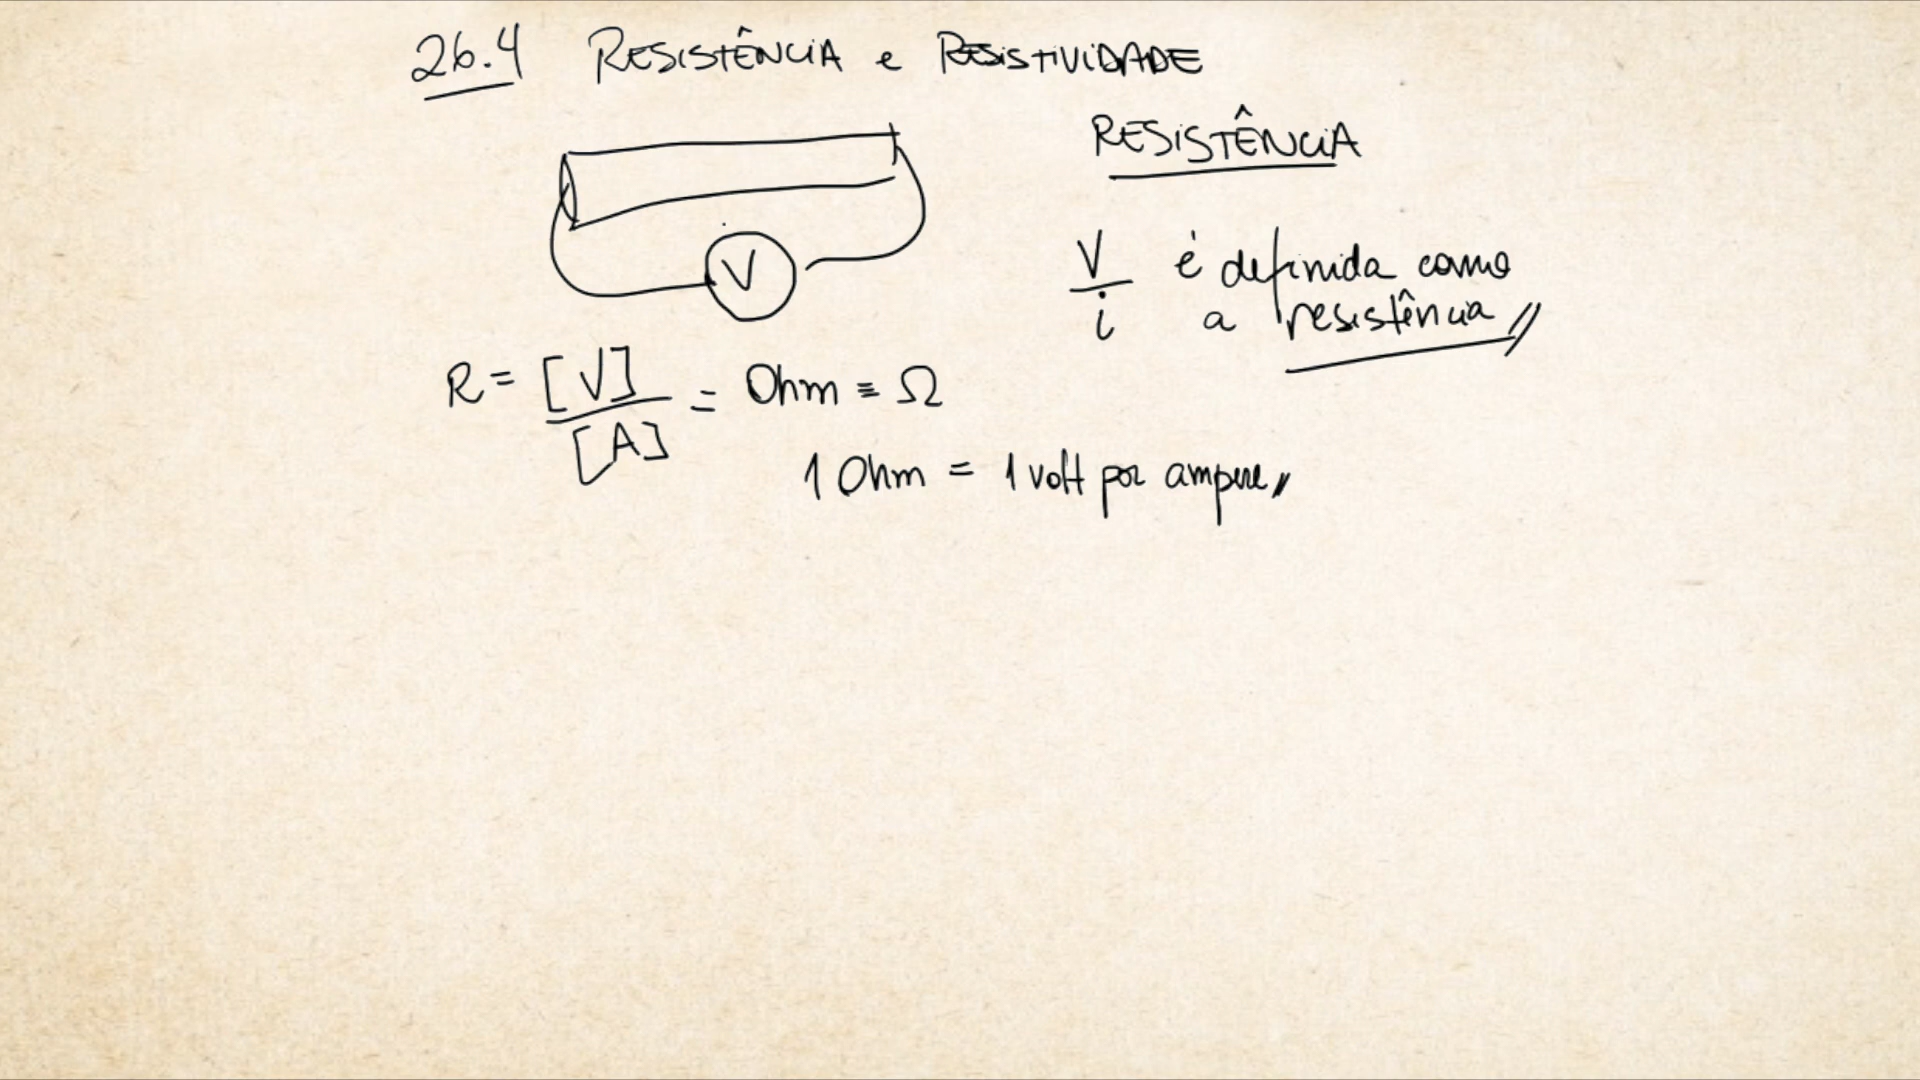 26.4 RESISTÊNCIA e RESISTIVIDADE
RESISTÊNCIA
V
V/i é definida como
a resistência //
R = [V]/[A] = Ohm ≡ Ω
1 Ohm = 1 volt por ampere //